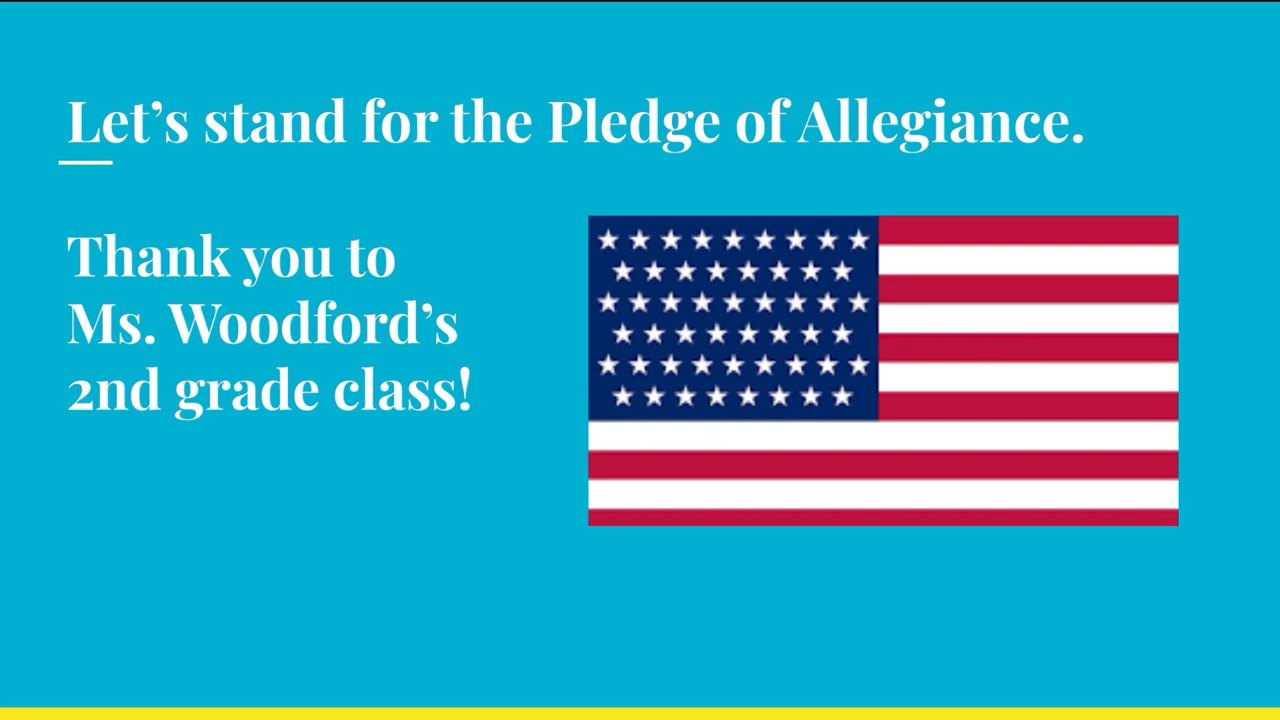 Let’s stand for the Pledge of Allegiance.
Thank you to
Ms. Woodford’s
2nd grade class!